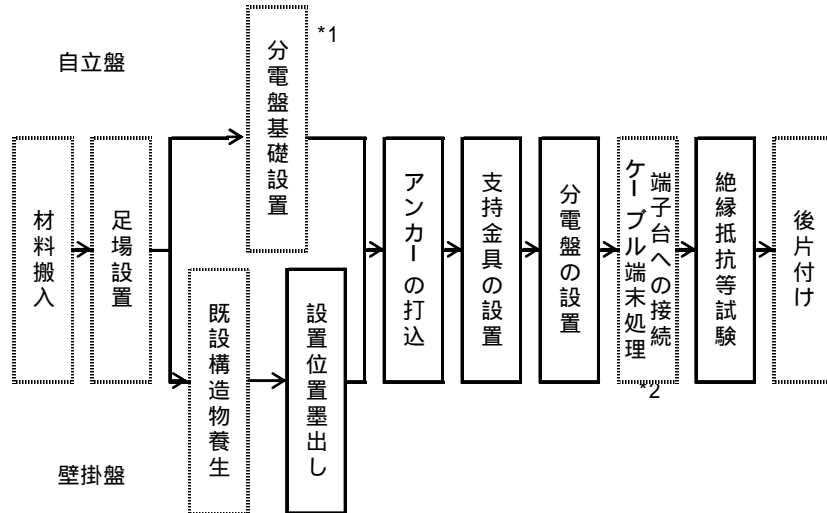 自立盤
分電盤基礎設置
*1
材料搬入
足場設置
既設構造物養生
設置位置墨出し
アンカーの打込
支持金具の設置
分電盤の設置
端子台への接続
ケーブル端末処理
*2
絶縁抵抗等試験
後片付け
壁掛盤